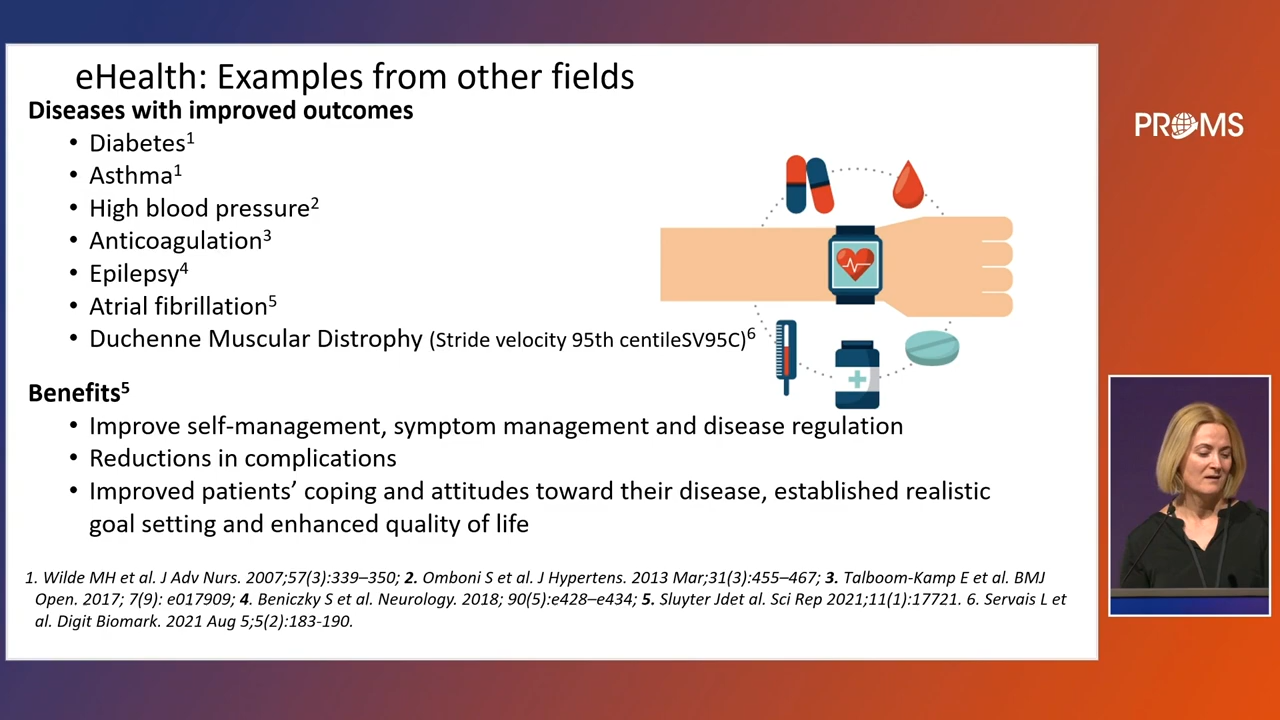 eHealth: Examples from other fields
PROMS
Diseases with improved outcomes
• Diabetes1
• Asthma1
• High blood pressure2
• Anticoagulation3
• Epilepsy4
• Atrial fibrillation5
• Duchenne Muscular Distrophy (Stride velocity 95th centileSV95C)6
Benefits5
• Improve self-management, symptom management and disease regulation
• Reductions in complications
• Improved patients’ coping and attitudes toward their disease, established realistic
goal setting and enhanced quality of life
1. Wilde MH et al. J Adv Nurs. 2007;57(3):339–350; 2. Omboni S et al. J Hypertens. 2013 Mar;31(3):455–467; 3. Talboom-Kamp E et al. BMJ
Open. 2017; 7(9): e017909; 4. Beniczky S et al. Neurology. 2018; 90(5):e428–e434; 5. Sluyter Jdet al. Sci Rep 2021;11(1):17721. 6. Servais L et
al. Digit Biomark. 2021 Aug 5;5(2):183-190.